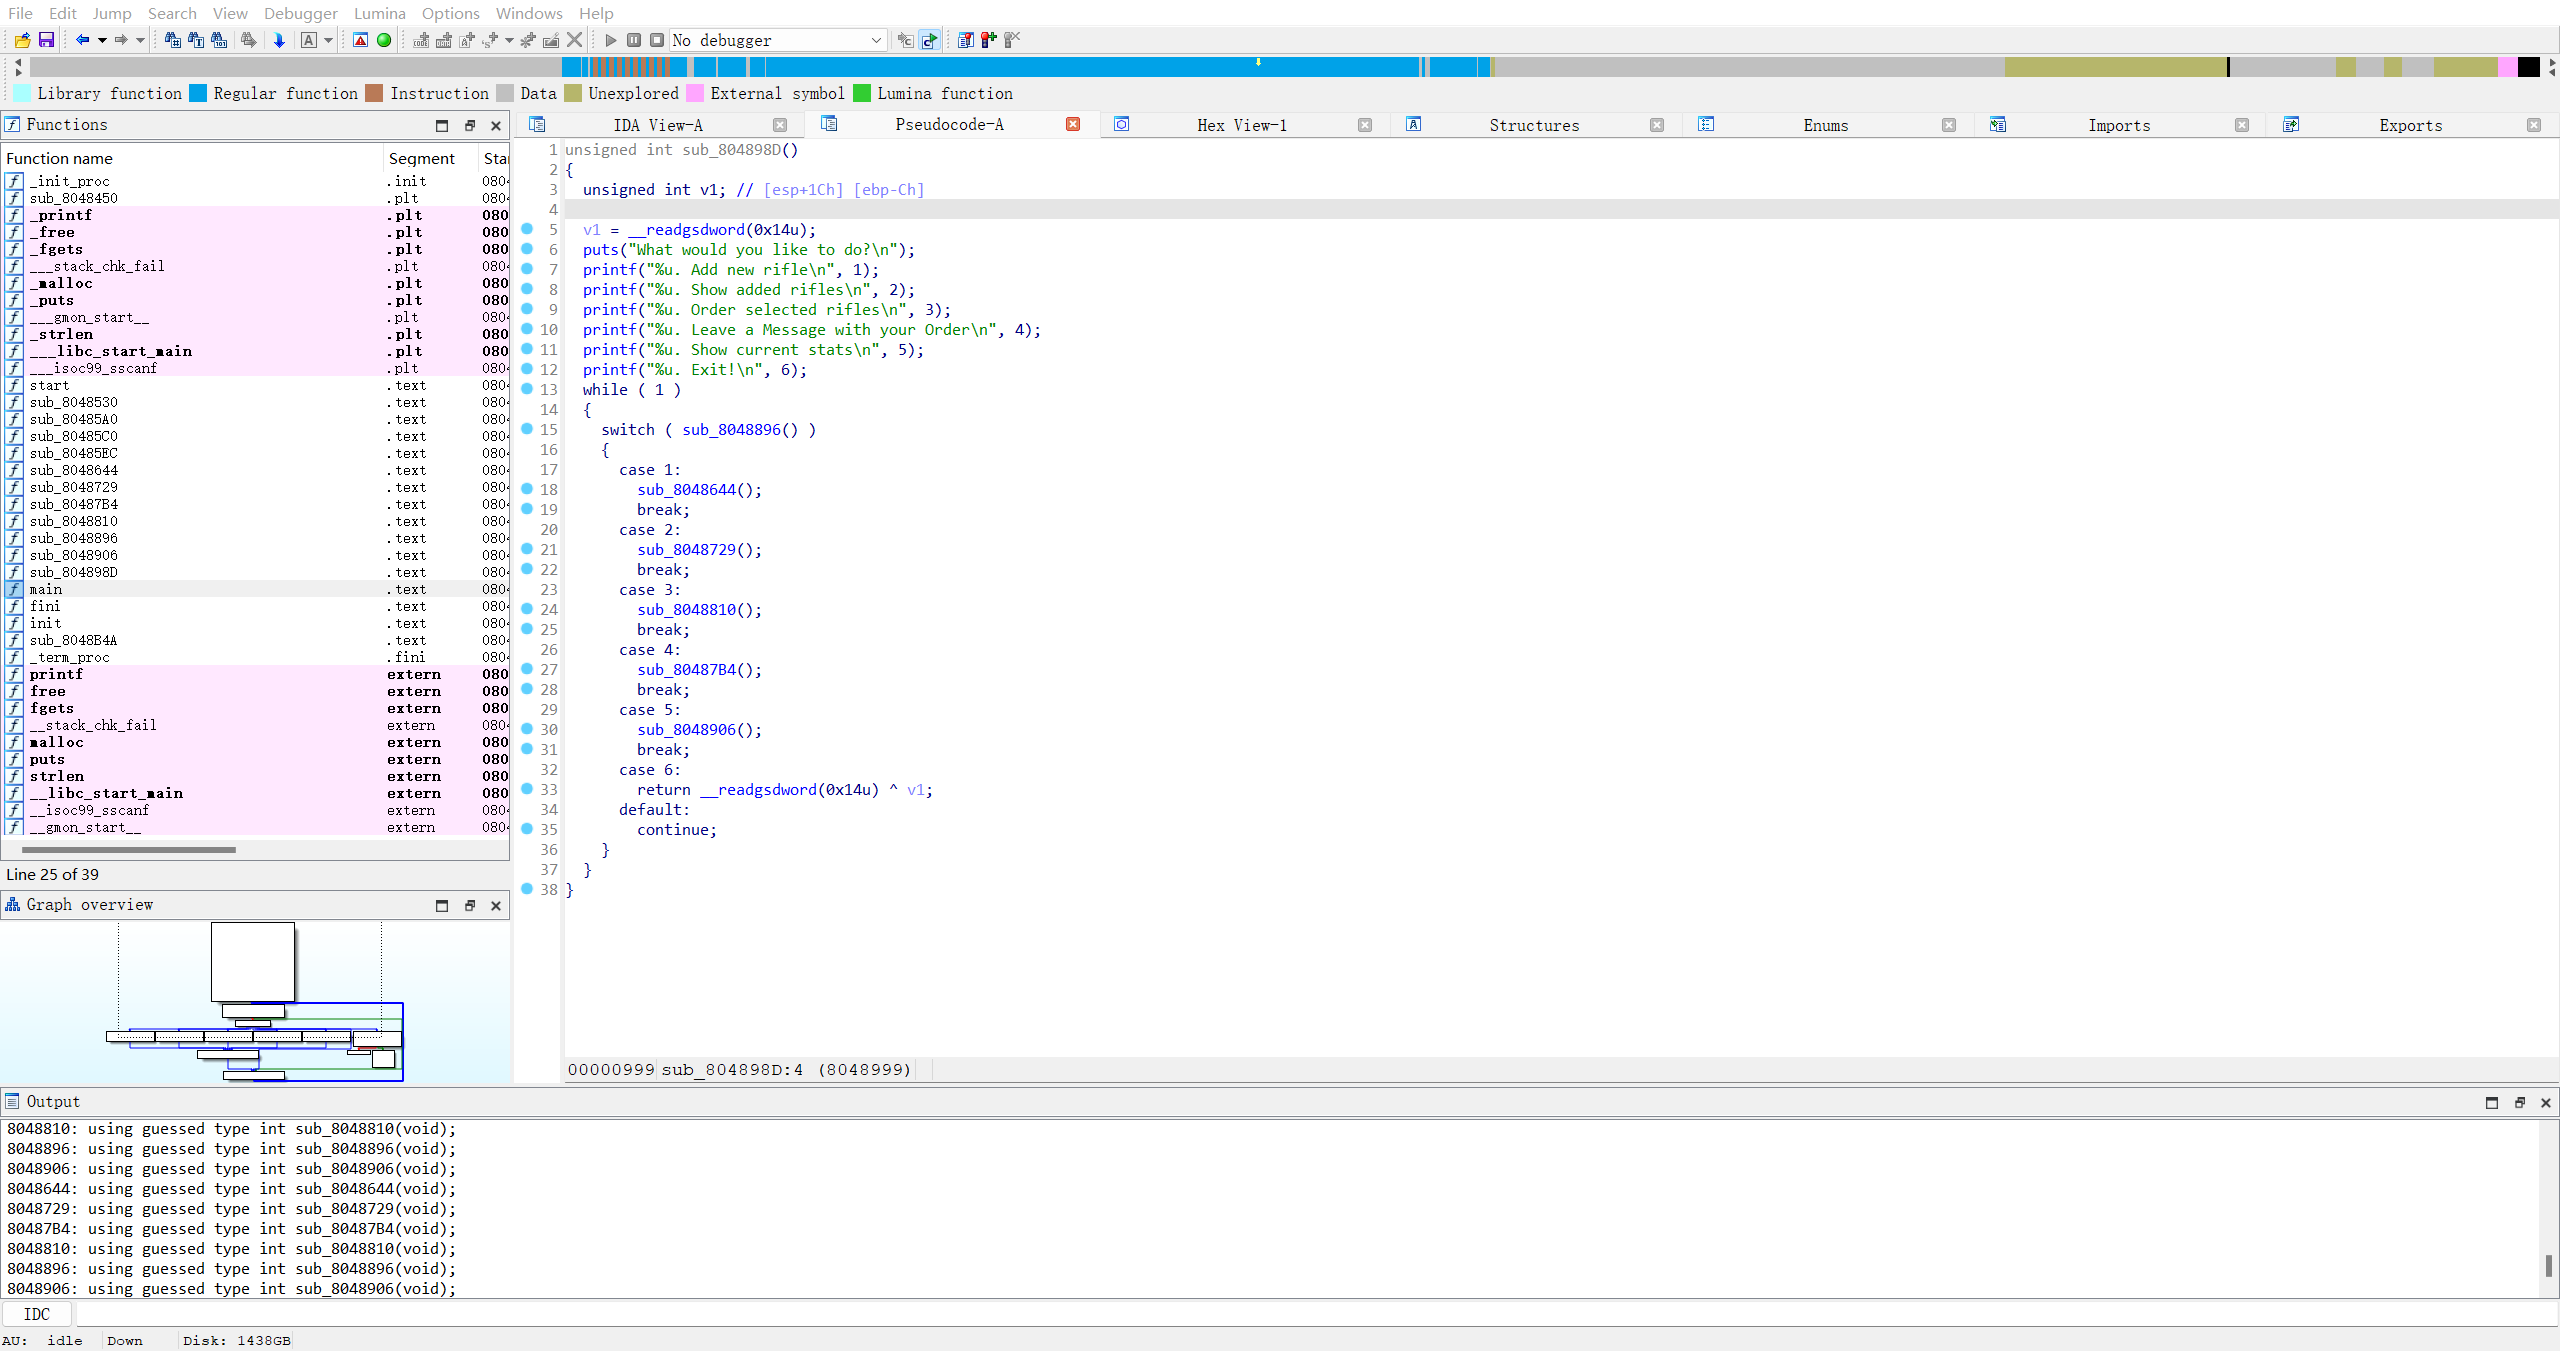 File Edit Jump Search View Debugger Lumina Options Windows Help
No debugger
Library function Regular function Instruction Data Unexplored External symbol Lumina function
Functions
Function name Segment Star
_init_proc .init 080
sub_8048450 .plt 080
_printf .plt 080
_free .plt 080
_fgets .plt 080
___stack_chk_fail .plt 080
_malloc .plt 080
_puts .plt 080
___gmon_start__ .plt 080
_strlen .plt 080
___libc_start_main .plt 080
___isoc99_sscanf .plt 080
start .text 080
sub_8048530 .text 080
sub_80485A0 .text 080
sub_80485C0 .text 080
sub_80485EC .text 080
sub_8048644 .text 080
sub_8048729 .text 080
sub_80487B4 .text 080
sub_8048810 .text 080
sub_8048896 .text 080
sub_8048906 .text 080
sub_804898D .text 080
main .text 080
fini .text 080
init .text 080
sub_8048B4A .text 080
_term_proc .fini 080
printf extern 080
free extern 080
fgets extern 080
__stack_chk_fail extern 080
malloc extern 080
puts extern 080
strlen extern 080
__libc_start_main extern 080
__isoc99_sscanf extern 080
__gmon_start__ extern 080
Line 25 of 39
Graph overview
IDA View-A Pseudocode-A Hex View-1 Structures Enums Imports Exports
1 unsigned int sub_804898D()
2 {
3 unsigned int v1; // [esp+1Ch] [ebp-Ch]
4
5 v1 = __readgsdword(0x14u);
6 puts("What would you like to do?\n");
7 printf("%u. Add new rifle\n", 1);
8 printf("%u. Show added rifles\n", 2);
9 printf("%u. Order selected rifles\n", 3);
10 printf("%u. Leave a Message with your Order\n", 4);
11 printf("%u. Show current stats\n", 5);
12 printf("%u. Exit!\n", 6);
13 while ( 1 )
14 {
15 switch ( sub_8048896() )
16 {
17 case 1:
18 sub_8048644();
19 break;
20 case 2:
21 sub_8048729();
22 break;
23 case 3:
24 sub_8048810();
25 break;
26 case 4:
27 sub_80487B4();
28 break;
29 case 5:
30 sub_8048906();
31 break;
32 case 6:
33 return __readgsdword(0x14u) ^ v1;
34 default:
35 continue;
36 }
37 }
38 }
00000999 sub_804898D:4 (8048999)
Output
8048810: using guessed type int sub_8048810(void);
8048896: using guessed type int sub_8048896(void);
8048906: using guessed type int sub_8048906(void);
8048644: using guessed type int sub_8048644(void);
8048729: using guessed type int sub_8048729(void);
80487B4: using guessed type int sub_80487B4(void);
8048810: using guessed type int sub_8048810(void);
8048896: using guessed type int sub_8048896(void);
8048906: using guessed type int sub_8048906(void);
IDC
AU: idle Down Disk: 1438GB